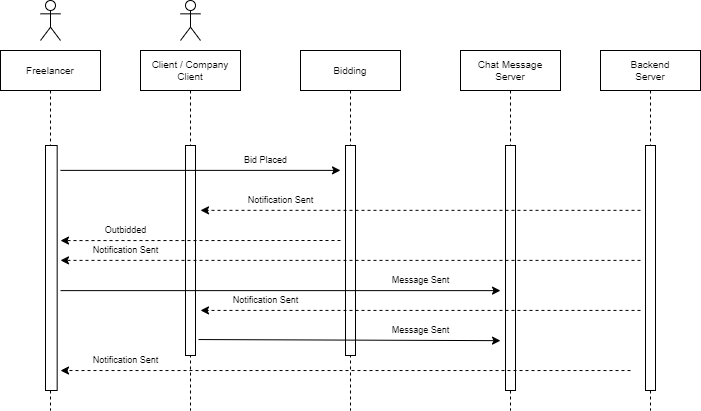 Freelancer
Client / Company
Client
Bidding
Chat Message
Server
Backend
Server
Bid Placed
Notification Sent
Outbidded
Notification Sent
Message Sent
Notification Sent
Message Sent
Notification Sent